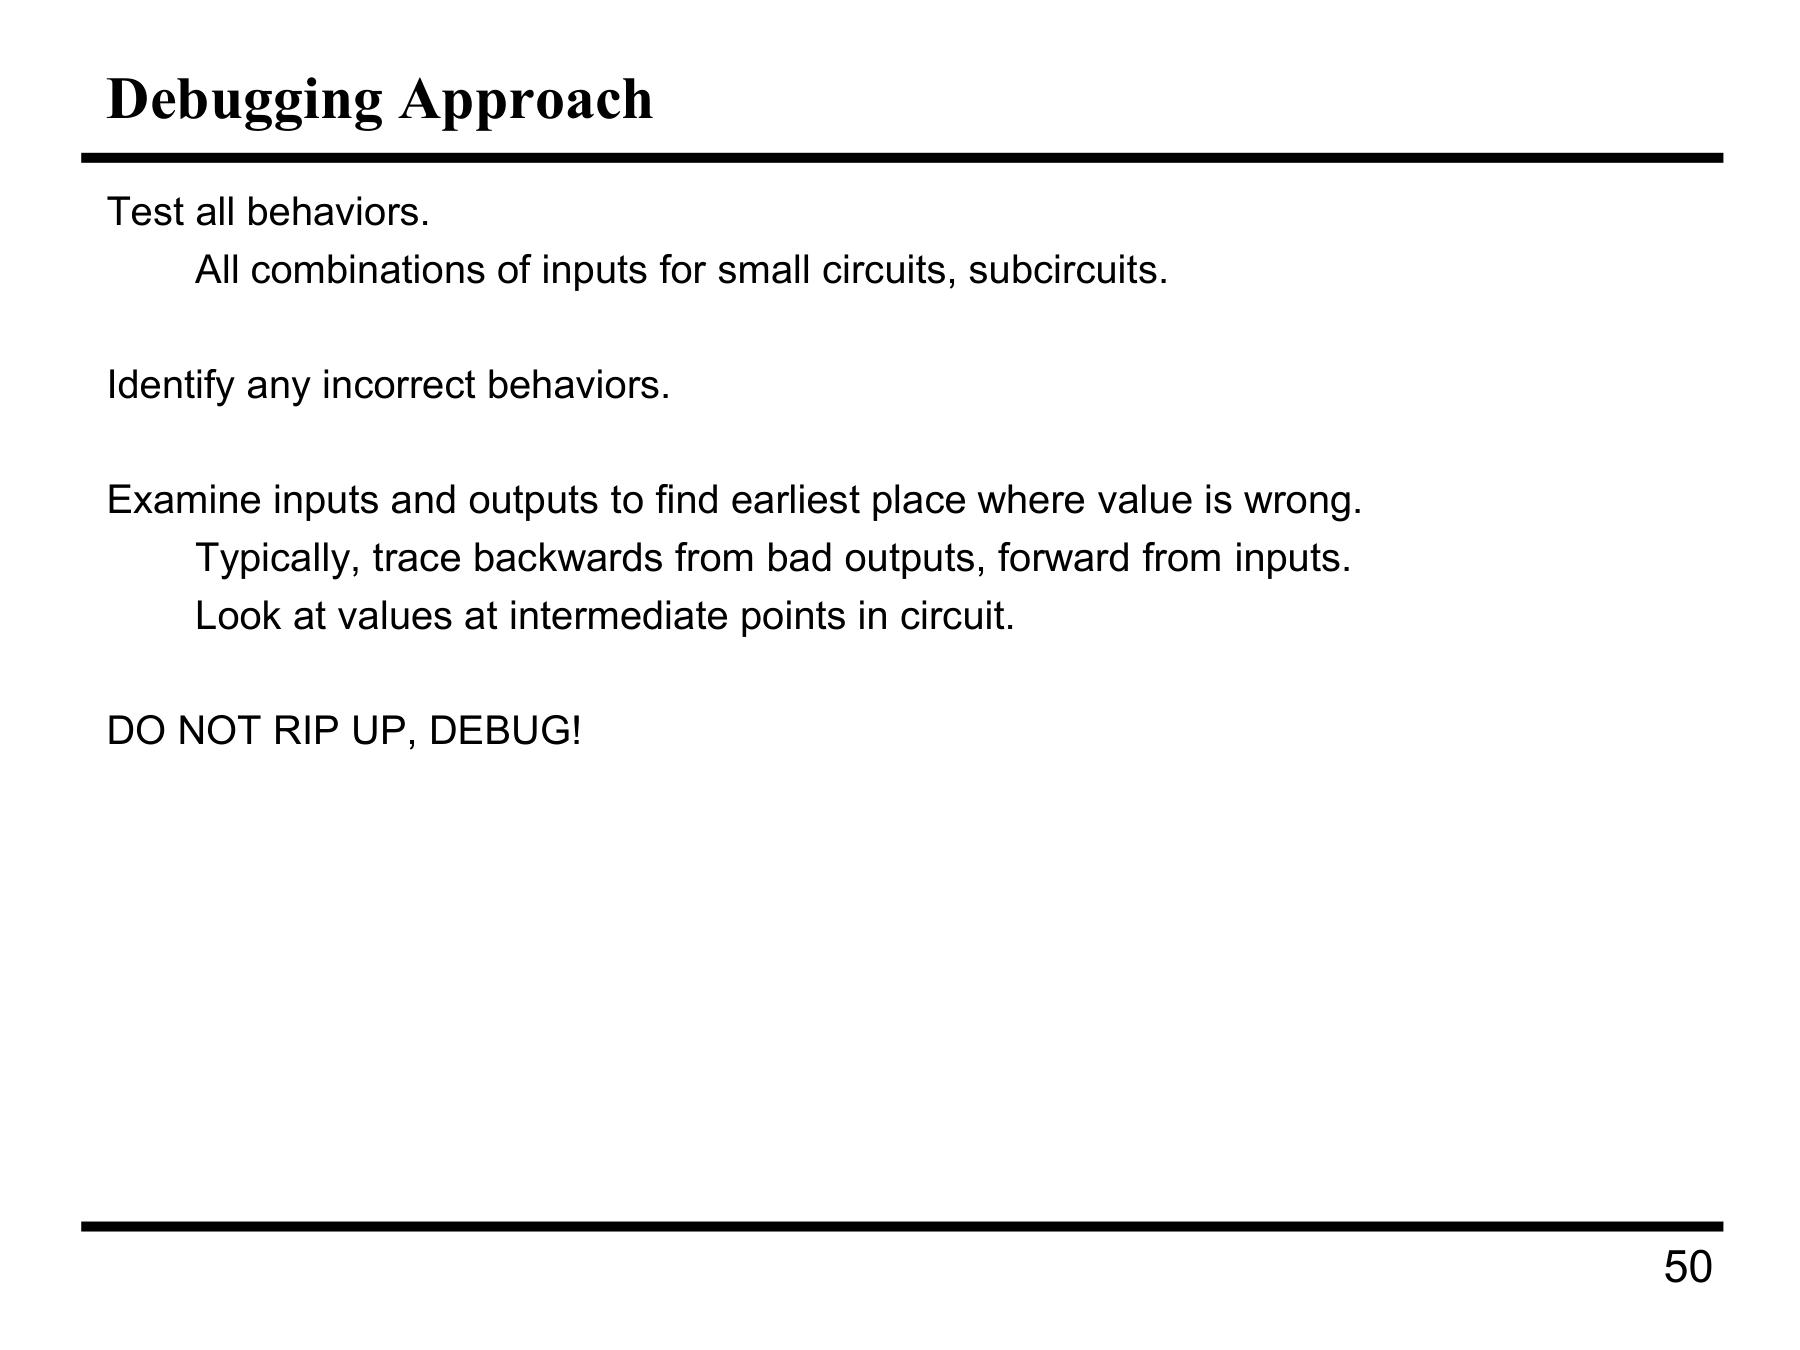 Debugging Approach
Test all behaviors.
All combinations of inputs for small circuits, subcircuits.
Identify any incorrect behaviors.
Examine inputs and outputs to find earliest place where value is wrong.
Typically, trace backwards from bad outputs, forward from inputs.
Look at values at intermediate points in circuit.
DO NOT RIP UP, DEBUG!
50